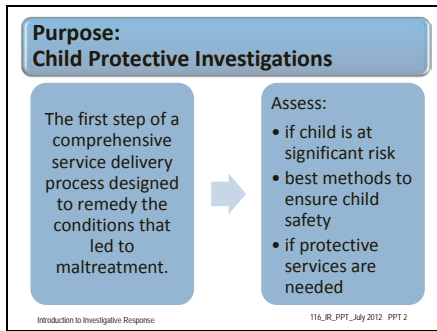 Purpose:
Child Protective Investigations
The first step of a
comprehensive
service delivery
process designed
to remedy the
conditions that
led to
maltreatment.
Assess:
• if child is at
significant risk
• best methods to
ensure child
safety
• if protective
services are
needed
Introduction to Investigative Response
116_IR_PPT_July 2012 PPT 2